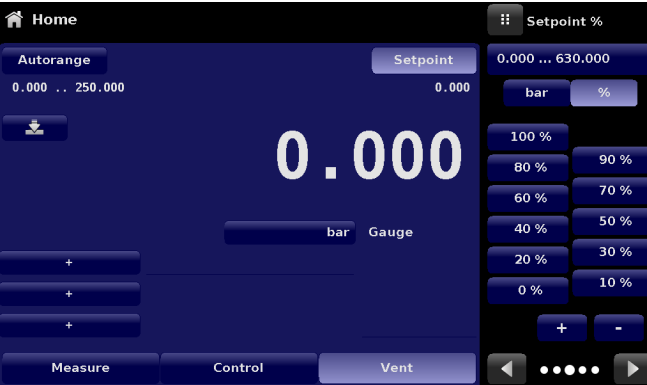 Home
Setpoint %
Autorange
Setpoint
0.000 ... 630.000
0.000 .. 250.000
0.000
bar
%
0.000
100 %
90 %
80 %
70 %
60 %
50 %
40 %
30 %
20 %
10 %
0 %
bar
Gauge
+
+
+
+
-
Measure
Control
Vent